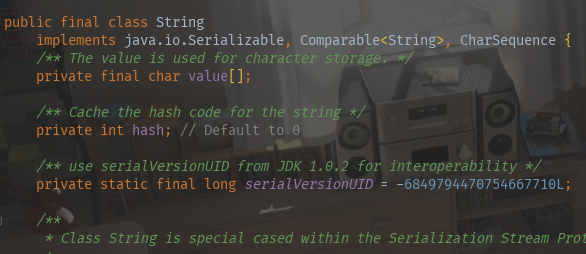 public final class String
implements java.io.Serializable, Comparable<String>, CharSequence {
/** The value is used for character storage. */
private final char value[];
/** Cache the hash code for the string */
private int hash; // Default to 0
/** use serialVersionUID from JDK 1.0.2 for interoperability */
private static final long serialVersionUID = -6849794470754667710L;
/**
* Class String is special cased within the Serialization Stream Prot